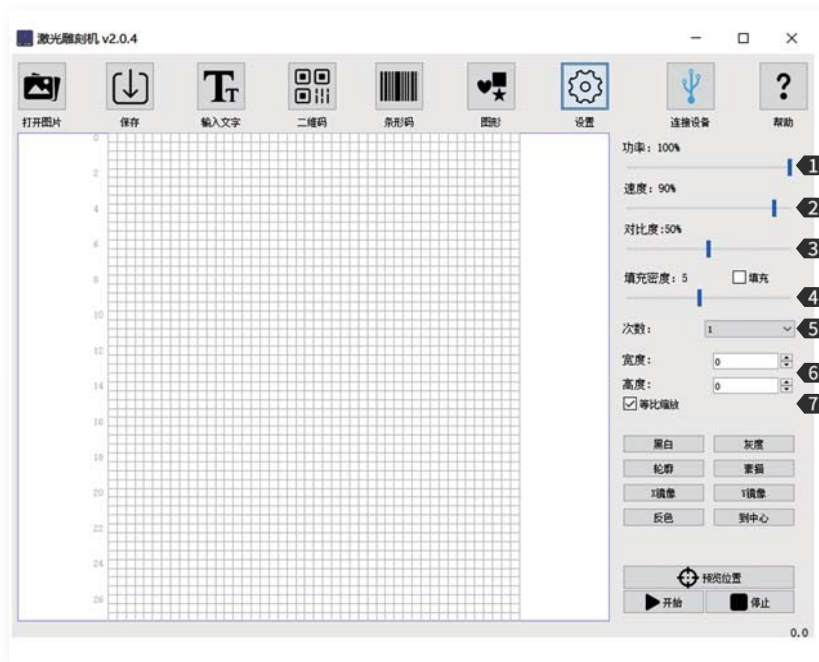 激光雕刻机 v2.0.4
打开图片 保存 输入文字 二维码 条形码 图形 设置 连接设备 帮助
0
2
4
6
8
10
12
14
16
18
20
22
24
26
功率: 100%
1
速度: 90%
2
对比度:50%
3
填充密度: 5 填充
4
次数: 1
5
宽度: 0
6
高度: 0
等比缩放
7
黑白 灰度
轮廓 素描
X镜像 Y镜像
反色 到中心
预览位置
开始 停止
0.0